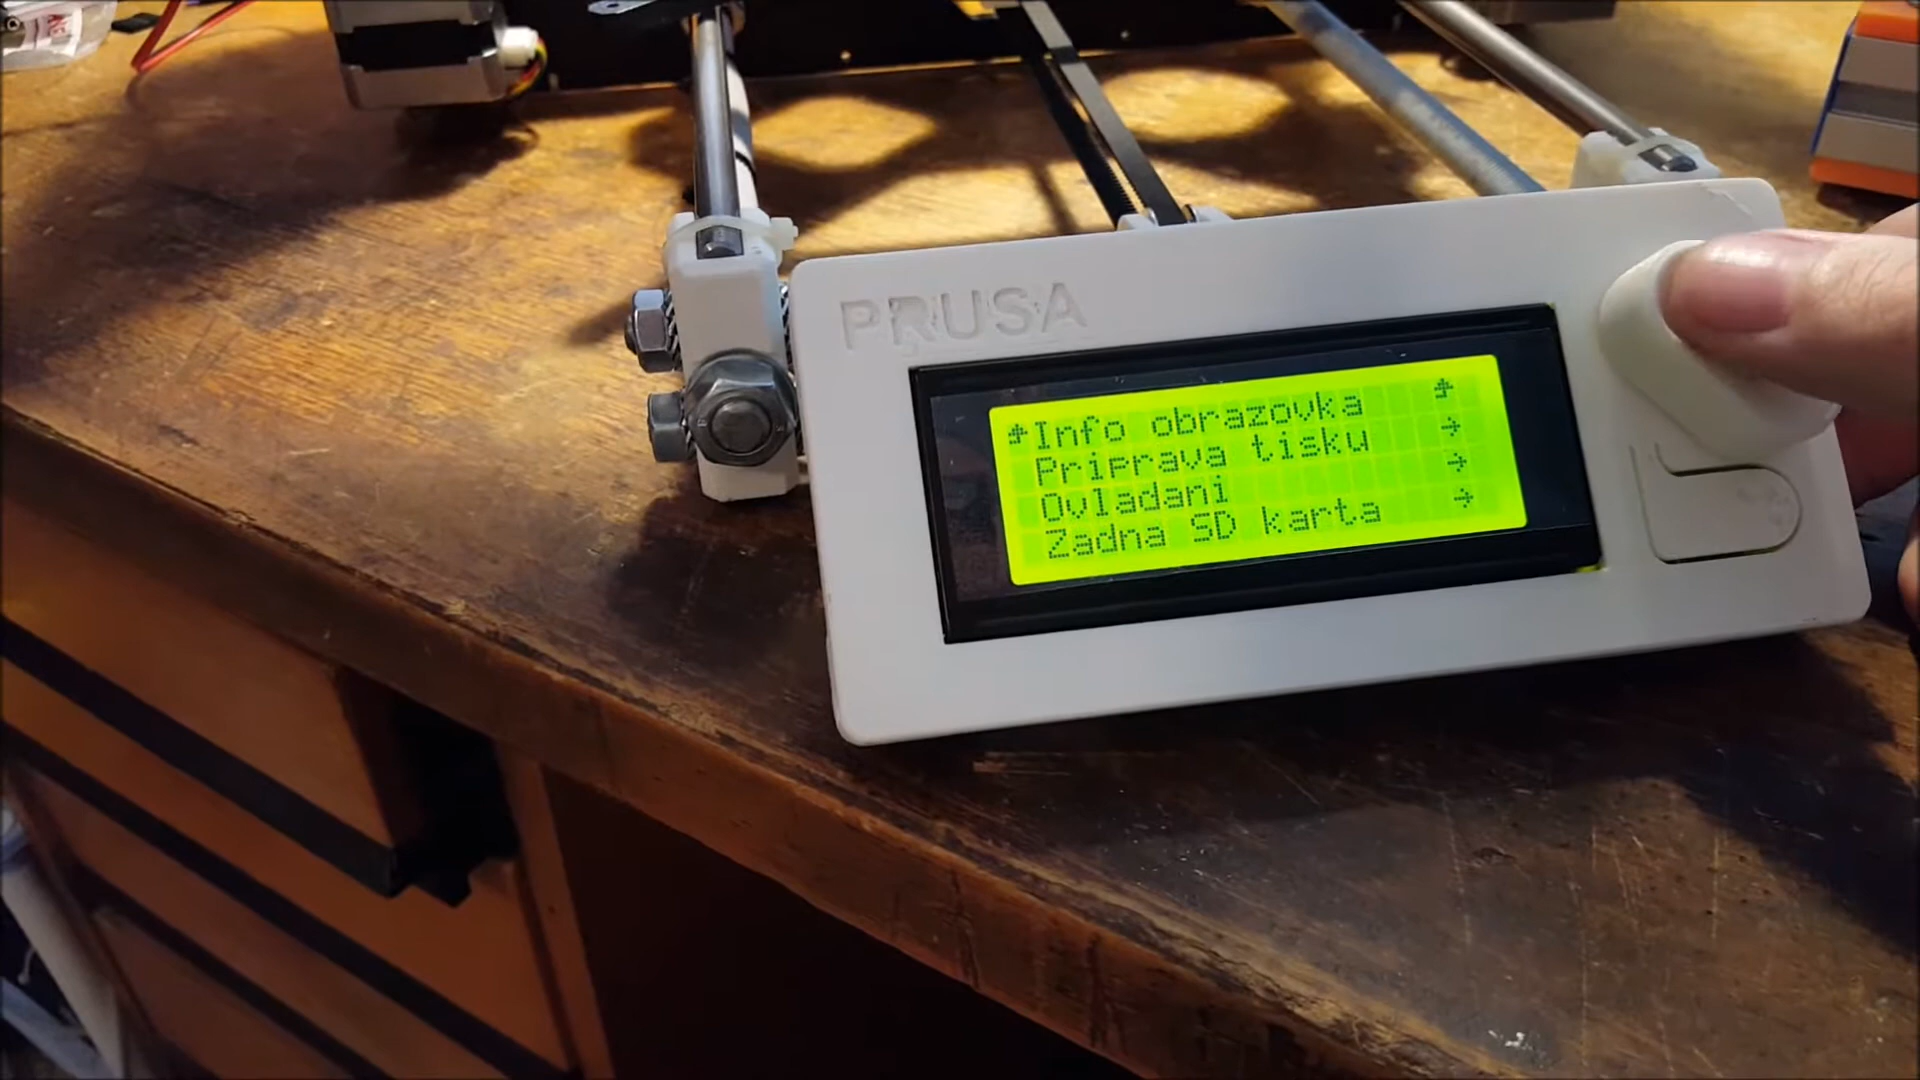 PRUSA
Info obrazovka
Priprava tisku
Ovladani
Zadna SD karta